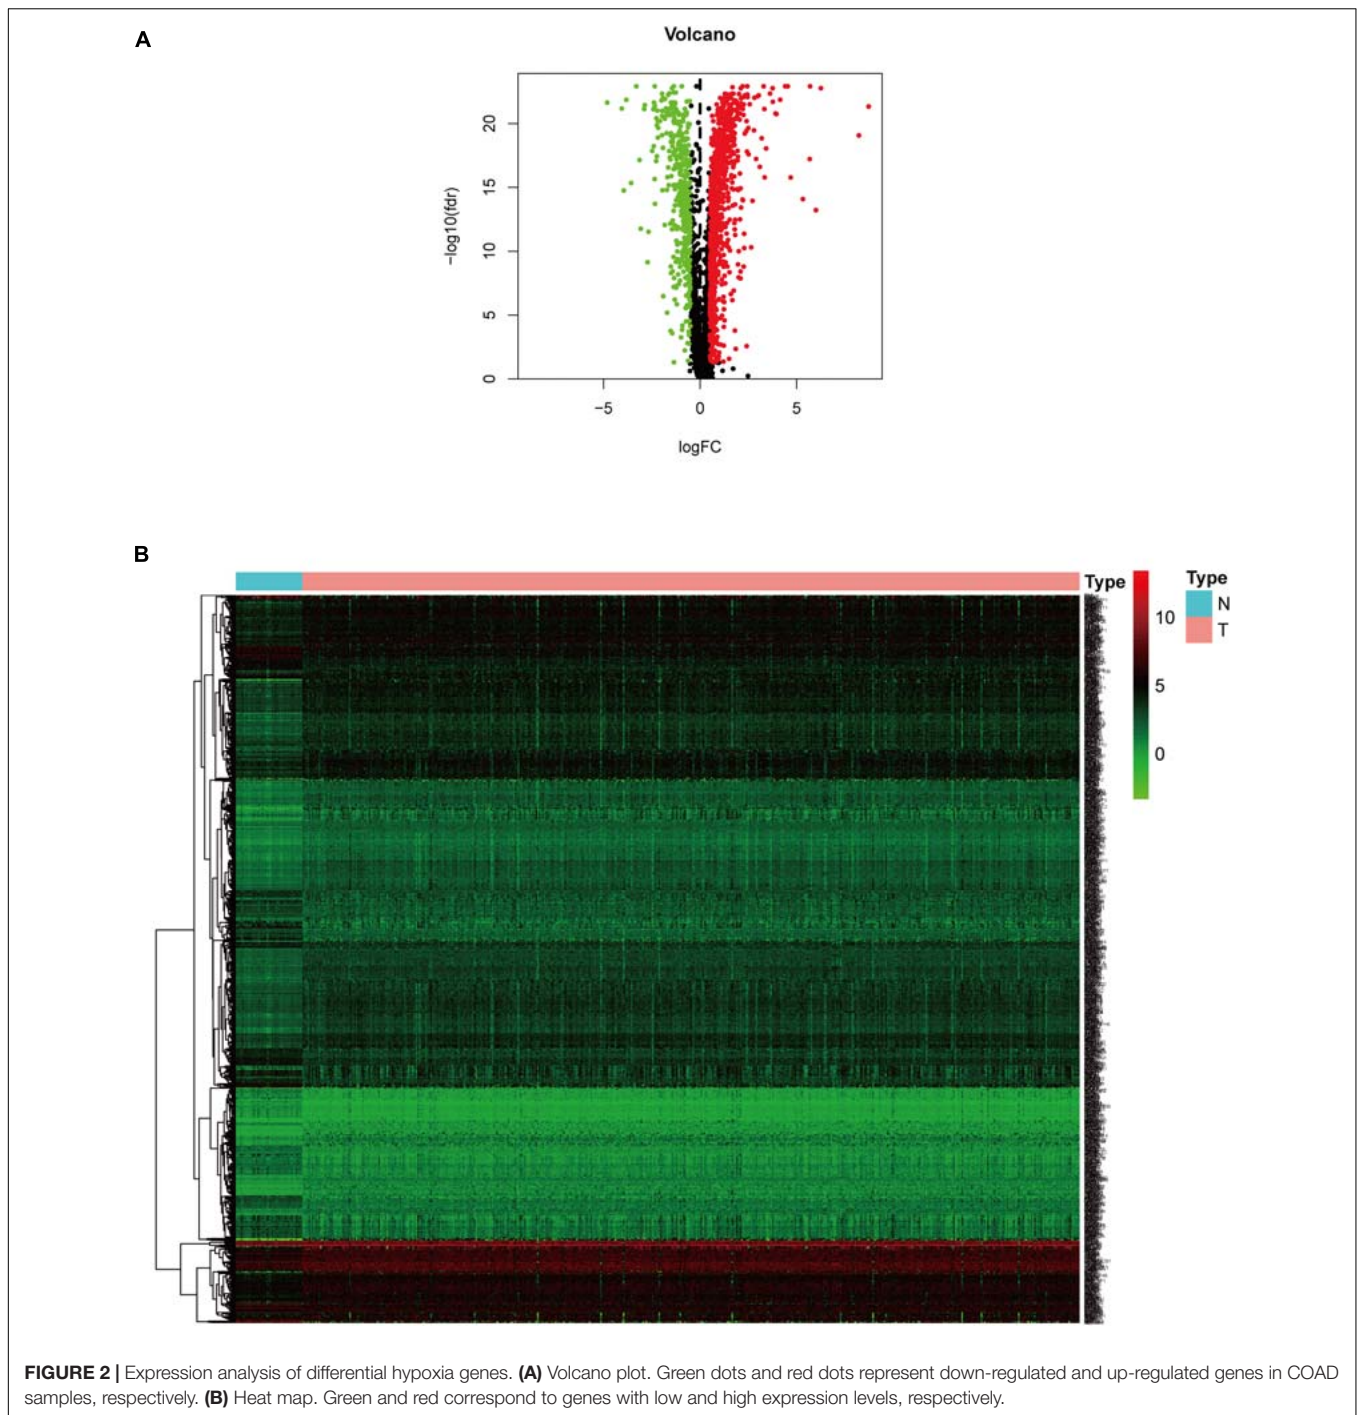 A
Volcano
20
15
10
5
0
−log10(fdr)
−5 0 5
logFC
B
Type
10
5
0
Type
N
T
FIGURE 2 | Expression analysis of differential hypoxia genes. (A) Volcano plot. Green dots and red dots represent down-regulated and up-regulated genes in COAD
samples, respectively. (B) Heat map. Green and red correspond to genes with low and high expression levels, respectively.